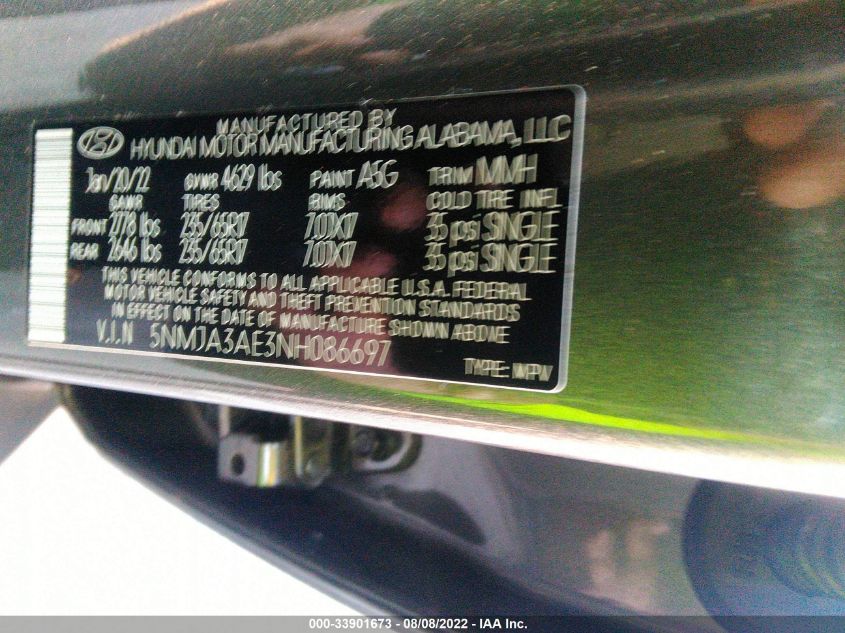 MANUFACTURED BY
HYUNDAI MOTOR MANUFACTURING ALABAMA, LLC
Jan/20/22 GVWR 4629 lbs PAINT A5G TRIM MMH
GAWR TIRES RIMS COLD TIRE INFL
FRONT 2778 lbs 235/65R17 7.0JX17 35 psi SINGLE
REAR 2646 lbs 235/65R17 7.0JX17 35 psi SINGLE
THIS VEHICLE CONFORMS TO ALL APPLICABLE U.S.A. FEDERAL
MOTOR VEHICLE SAFETY AND THEFT PREVENTION STANDARDS
IN EFFECT ON THE DATE OF MANUFACTURE SHOWN ABOVE
V.I.N 5NMJA3AE3NH086697
TYPE: MPV
000-33901673 - 08/08/2022 - IAA Inc.